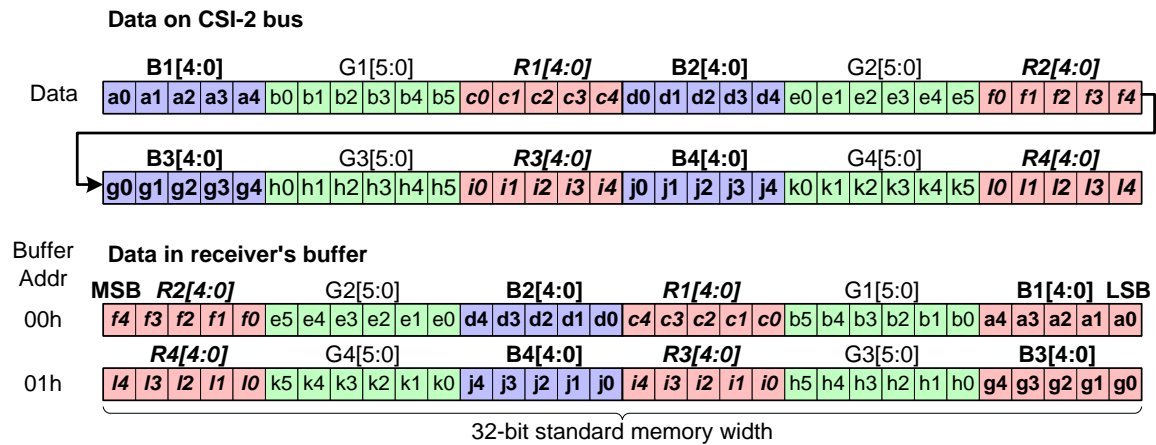 Data on CSI-2 bus
B1[4:0] G1[5:0] R1[4:0] B2[4:0] G2[5:0] R2[4:0]
Data a0 a1 a2 a3 a4 b0 b1 b2 b3 b4 b5 c0 c1 c2 c3 c4 d0 d1 d2 d3 d4 e0 e1 e2 e3 e4 e5 f0 f1 f2 f3 f4
B3[4:0] G3[5:0] R3[4:0] B4[4:0] G4[5:0] R4[4:0]
g0 g1 g2 g3 g4 h0 h1 h2 h3 h4 h5 i0 i1 i2 i3 i4 j0 j1 j2 j3 j4 k0 k1 k2 k3 k4 k5 l0 l1 l2 l3 l4
Buffer Addr
Data in receiver's buffer
MSB R2[4:0] G2[5:0] B2[4:0] R1[4:0] G1[5:0] B1[4:0] LSB
00h f4 f3 f2 f1 f0 e5 e4 e3 e2 e1 e0 d4 d3 d2 d1 d0 c4 c3 c2 c1 c0 b5 b4 b3 b2 b1 b0 a4 a3 a2 a1 a0
R4[4:0] G4[5:0] B4[4:0] R3[4:0] G3[5:0] B3[4:0]
01h l4 l3 l2 l1 l0 k5 k4 k3 k2 k1 k0 j4 j3 j2 j1 j0 i4 i3 i2 i1 i0 h5 h4 h3 h2 h1 h0 g4 g3 g2 g1 g0
32-bit standard memory width